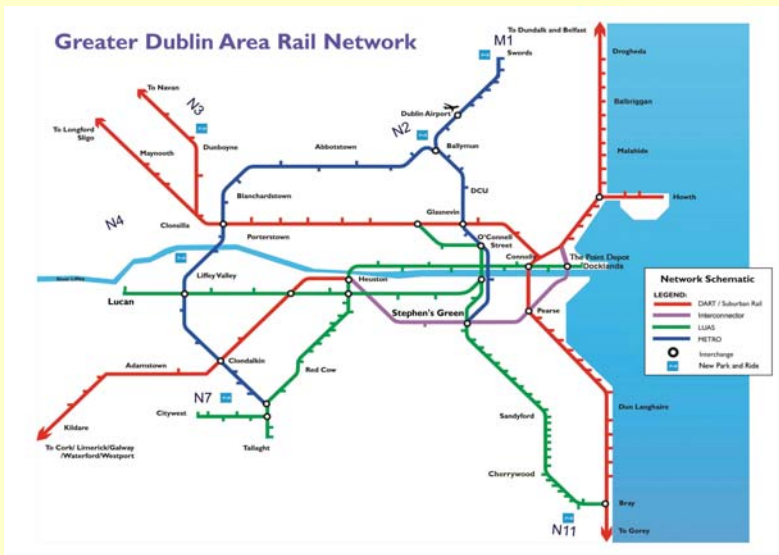 Greater Dublin Area Rail Network
To Dundalk and Belfast
M1
Swords
Drogheda
To Navan
N3
Dublin Airport
Balbriggan
To Longford
Sligo
Dunboyne
N2
Maynooth
Abbotstown
Ballymun
Malahide
Blanchardstown
DCU
Howth
N4
Clonsilla
Glasnevin
Porterstown
O'Connell
Street
Connolly
The Point Depot
Docklands
River Liffey
Liffey Valley
Heuston
Lucan
Stephen's Green
Pearse
Network Schematic
LEGEND:
DART / Suburban Rail
Interconnector
LUAS
METRO
Interchange
New Park and Ride
Clondalkin
Adamstown
Red Cow
N7
Dun Laoghaire
Citywest
Sandyford
Kildare
Tallaght
To Cork/ Limerick/Galway
/Waterford/Westport
Cherrywood
Bray
N11
To Gorey